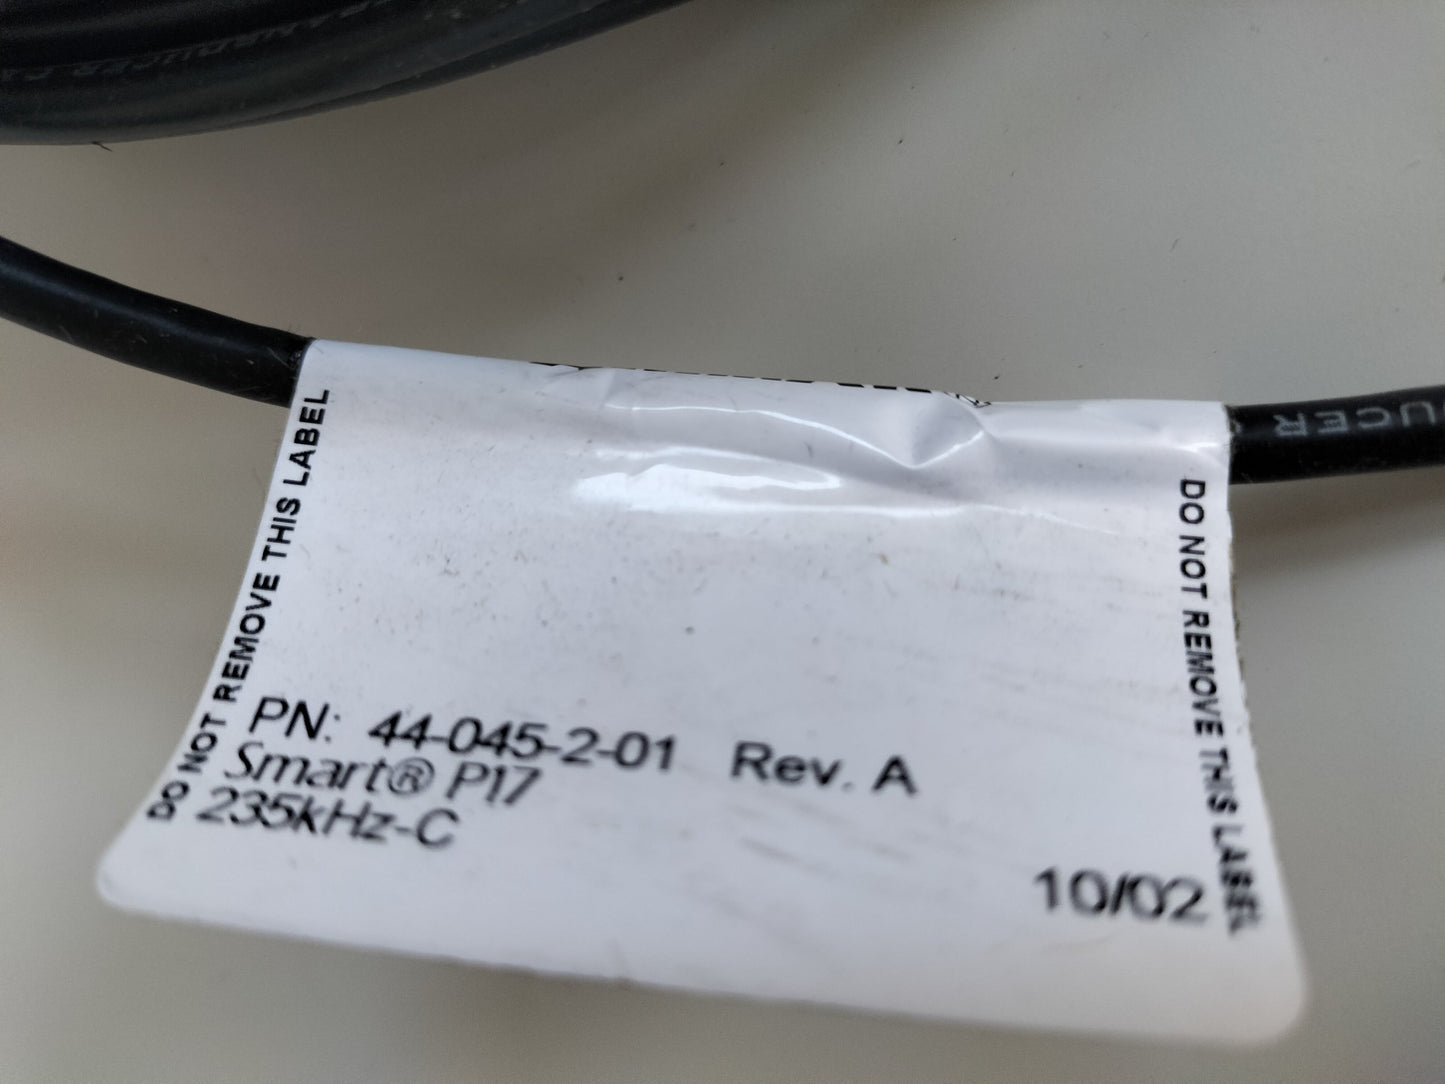 DO NOT REMOVE THIS LABEL
PN: 44-045-2-01 Rev. A
Smart® P17
235kHz-C
10/02
DO NOT REMOVE THIS LABEL